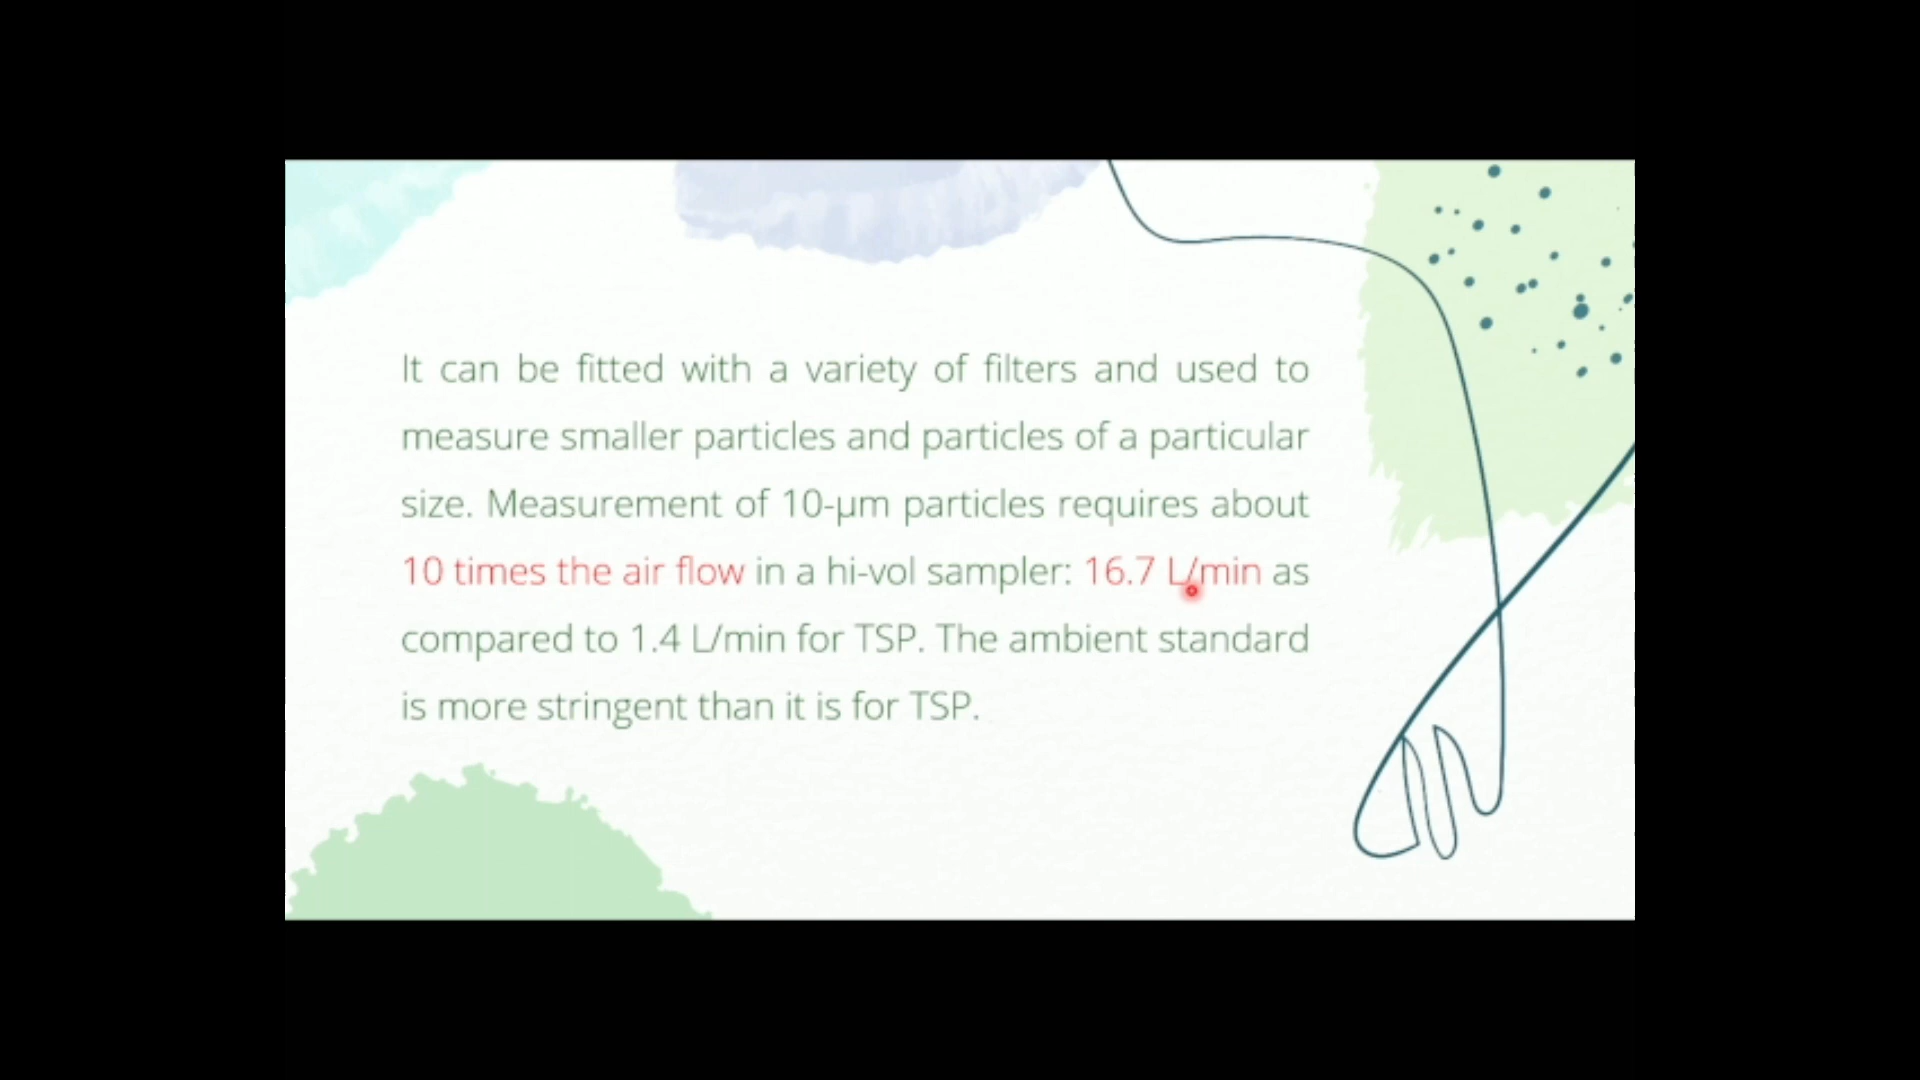 It can be fitted with a variety of filters and used to
measure smaller particles and particles of a particular
size. Measurement of 10-µm particles requires about
10 times the air flow in a hi-vol sampler: 16.7 L/min as
compared to 1.4 L/min for TSP. The ambient standard
is more stringent than it is for TSP.